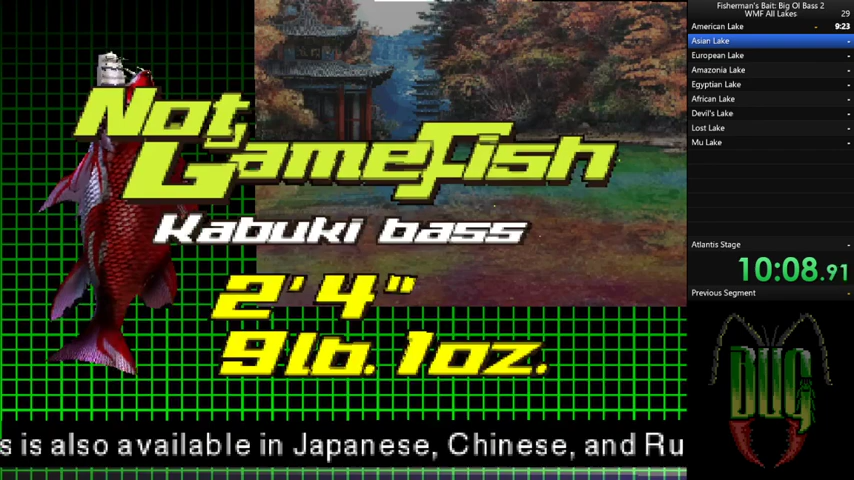 Not
GameFish
Kabuki bass
2' 4"
9lb. 1oz.
s is also available in Japanese, Chinese, and Ru
Fisherman's Bait: Big Ol Bass 2
WMF All Lakes 29
American Lake - 9:23
Asian Lake -
European Lake -
Amazonia Lake -
Egyptian Lake -
African Lake -
Devil's Lake -
Lost Lake -
Mu Lake -
Atlantis Stage -
10:08.91
Previous Segment -
BUG